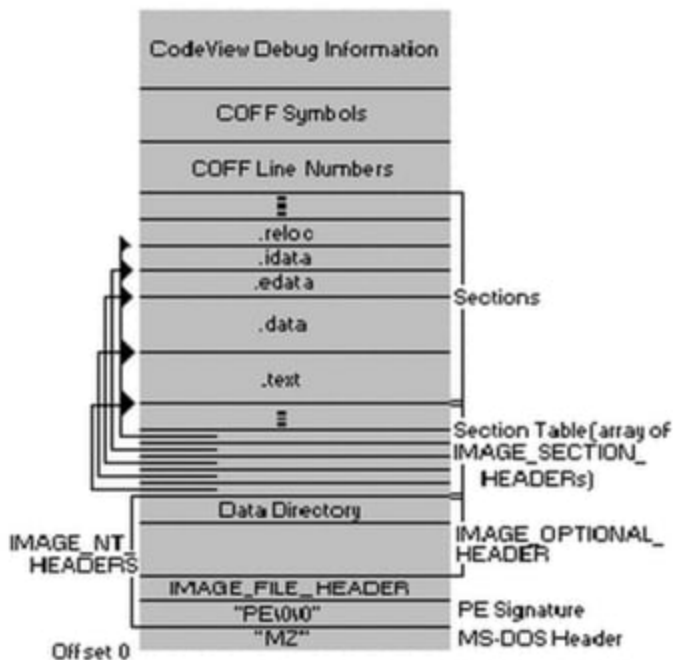 CodeView Debug Information
COFF Symbols
COFF Line Numbers
.reloc
.idata
.edata
Sections
.data
.text
Section Table (array of
IMAGE_SECTION_
HEADERs)
Data Directory
IMAGE_NT_
HEADERS
IMAGE_OPTIONAL_
HEADER
IMAGE_FILE_HEADER
"PE\0\0"
PE Signature
"MZ"
MS-DOS Header
Offset 0